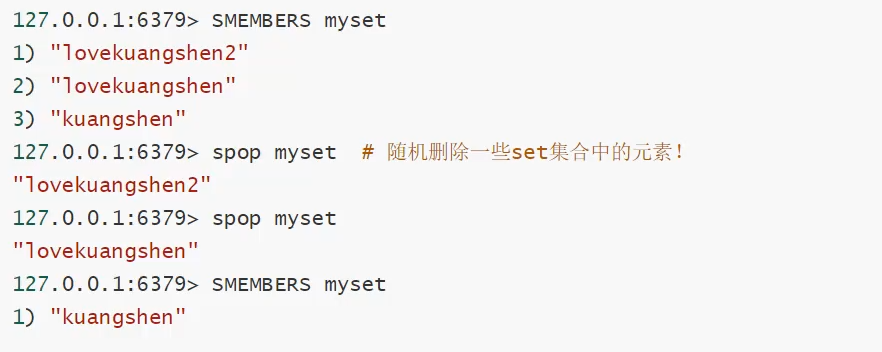 127.0.0.1:6379> SMEMBERS myset
1) "lovekuangshen2"
2) "lovekuangshen"
3) "kuangshen"
127.0.0.1:6379> spop myset  # 随机删除一些set集合中的元素!
"lovekuangshen2"
127.0.0.1:6379> spop myset
"lovekuangshen"
127.0.0.1:6379> SMEMBERS myset
1) "kuangshen"